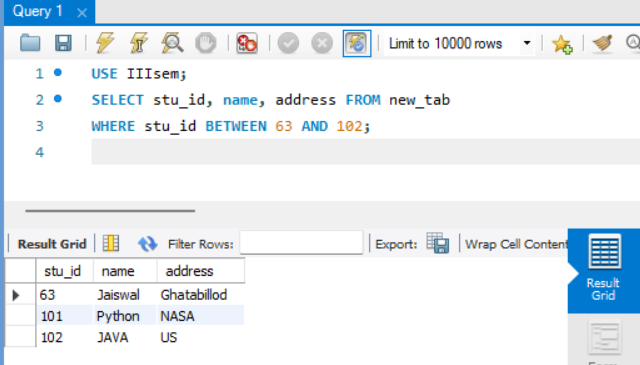 Query 1
Limit to 10000 rows
1 USE IIIsem;
2 SELECT stu_id, name, address FROM new_tab
3 WHERE stu_id BETWEEN 63 AND 102;
4
Result Grid Filter Rows: Export: Wrap Cell Content
stu_id name address
63 Jaiswal Ghatabillod
101 Python NASA
102 JAVA US
Result
Grid